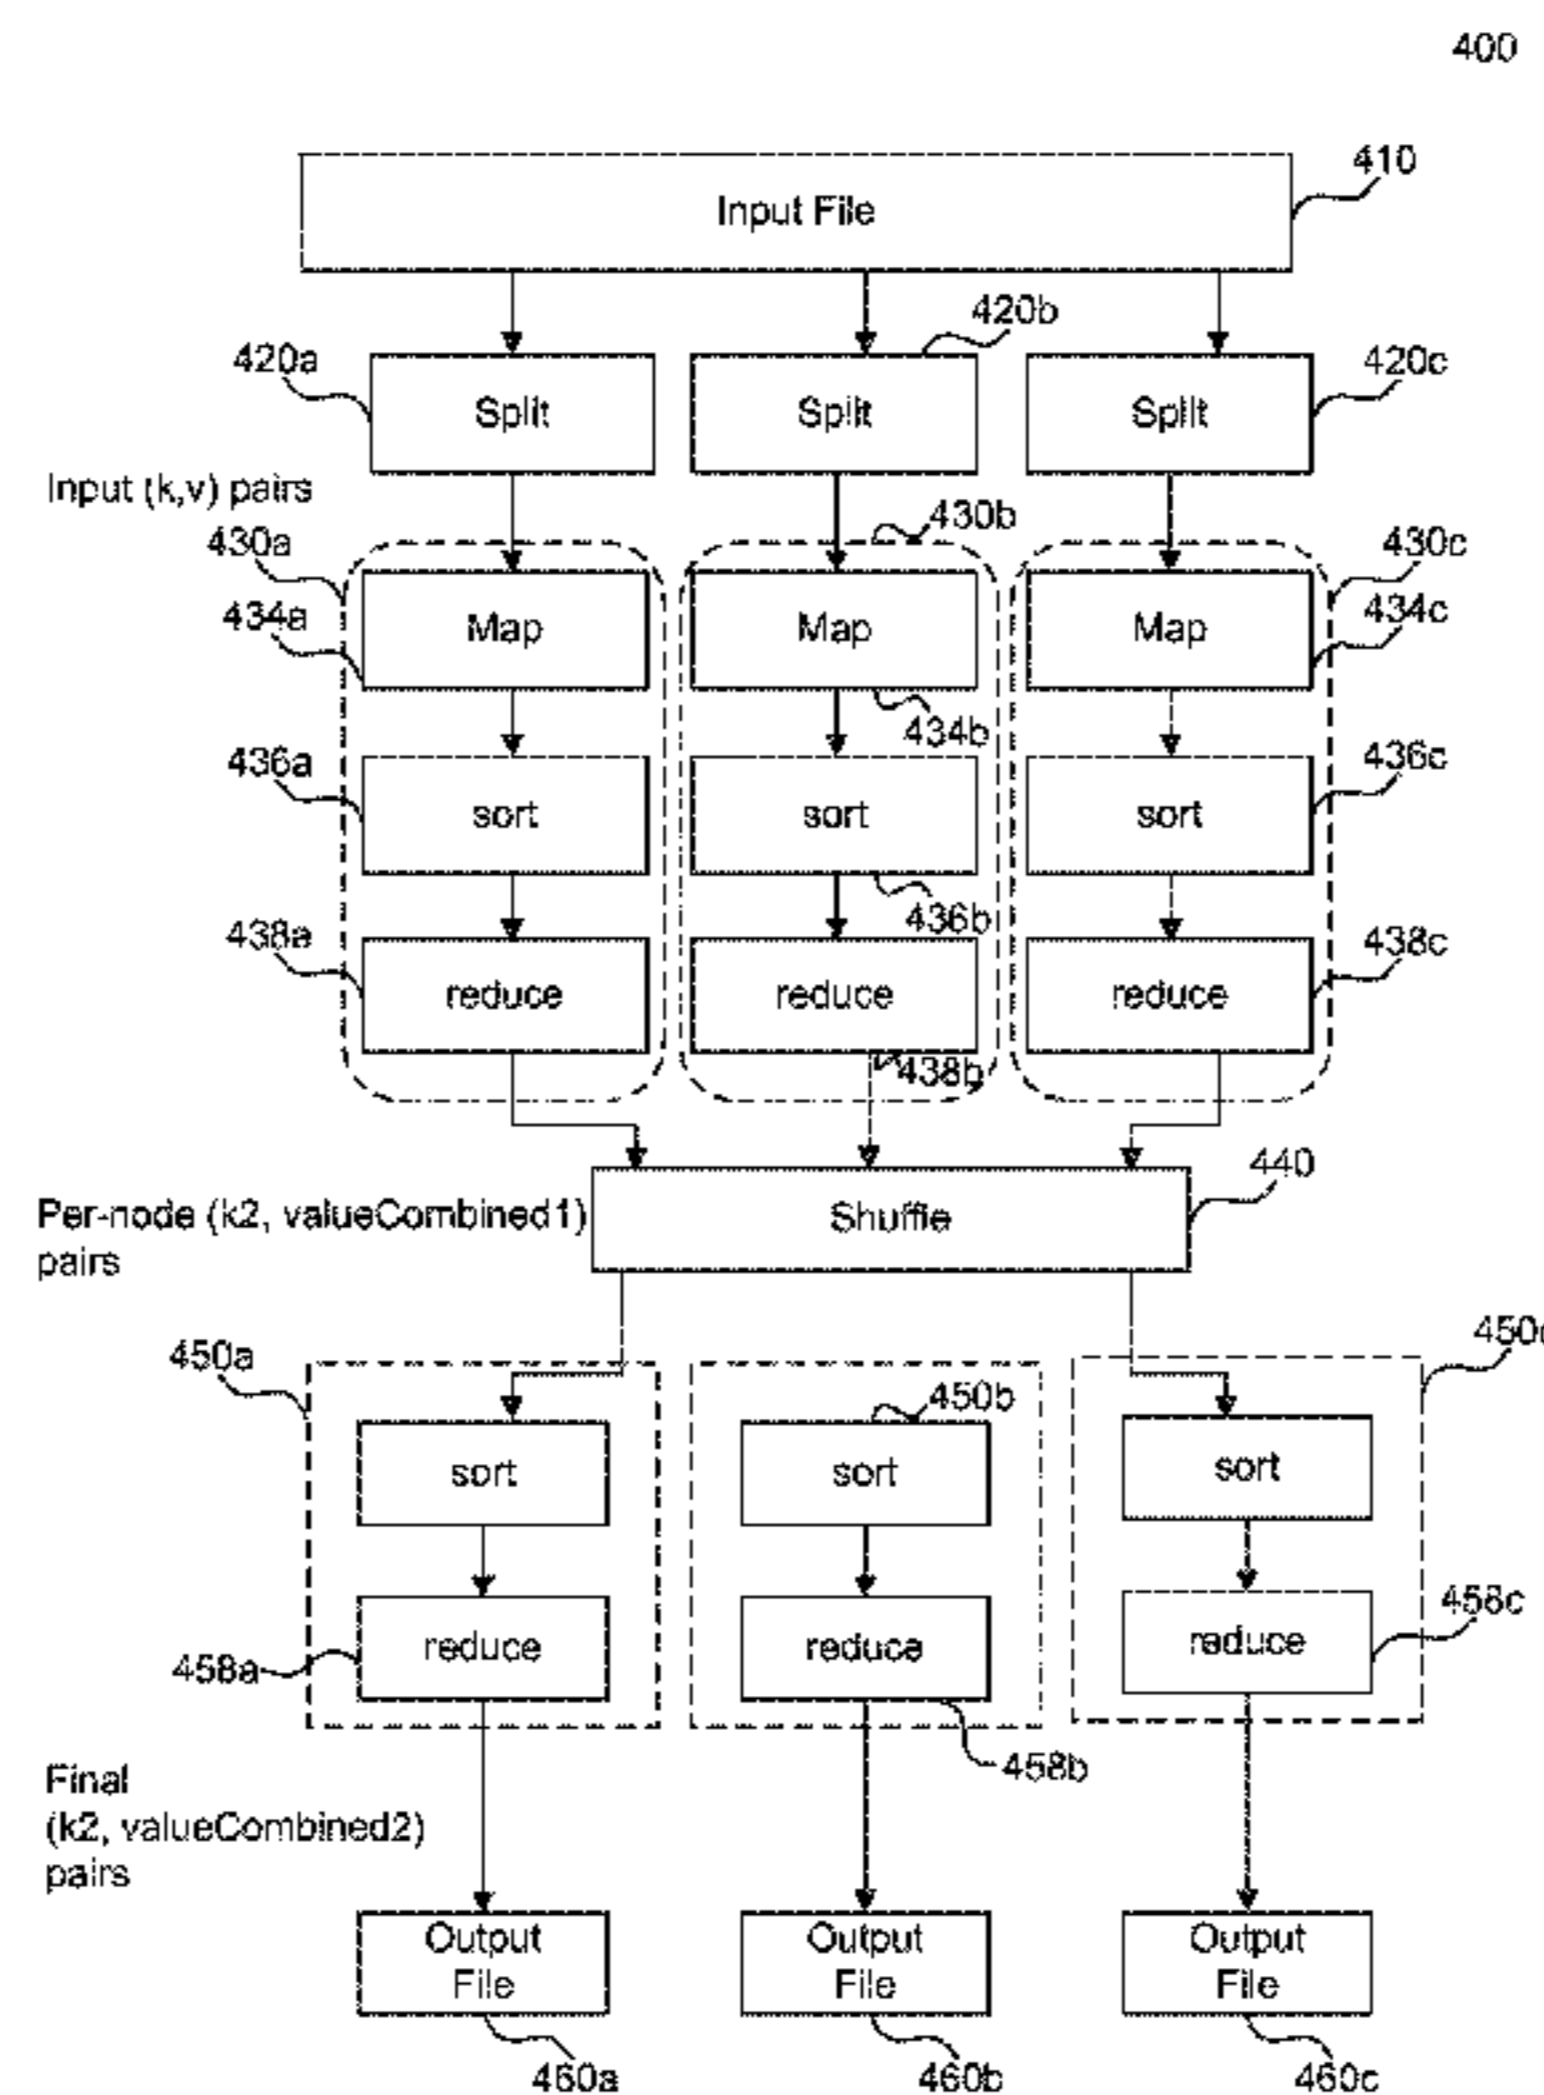 400
410
Input File
420a
420b
420c
Split
Split
Split
Input (k,v) pairs
430a
430b
430c
434a
Map
Map
Map
434c
434b
436a
sort
sort
sort
436c
436b
438a
reduce
reduce
reduce
438c
438b
440
Per-node (k2, valueCombined1)
pairs
Shuffle
450a
450b
450c
sort
sort
sort
458a
reduce
reduce
reduce
458c
458b
Final
(k2, valueCombined2)
pairs
Output
File
Output
File
Output
File
460a
460b
460c